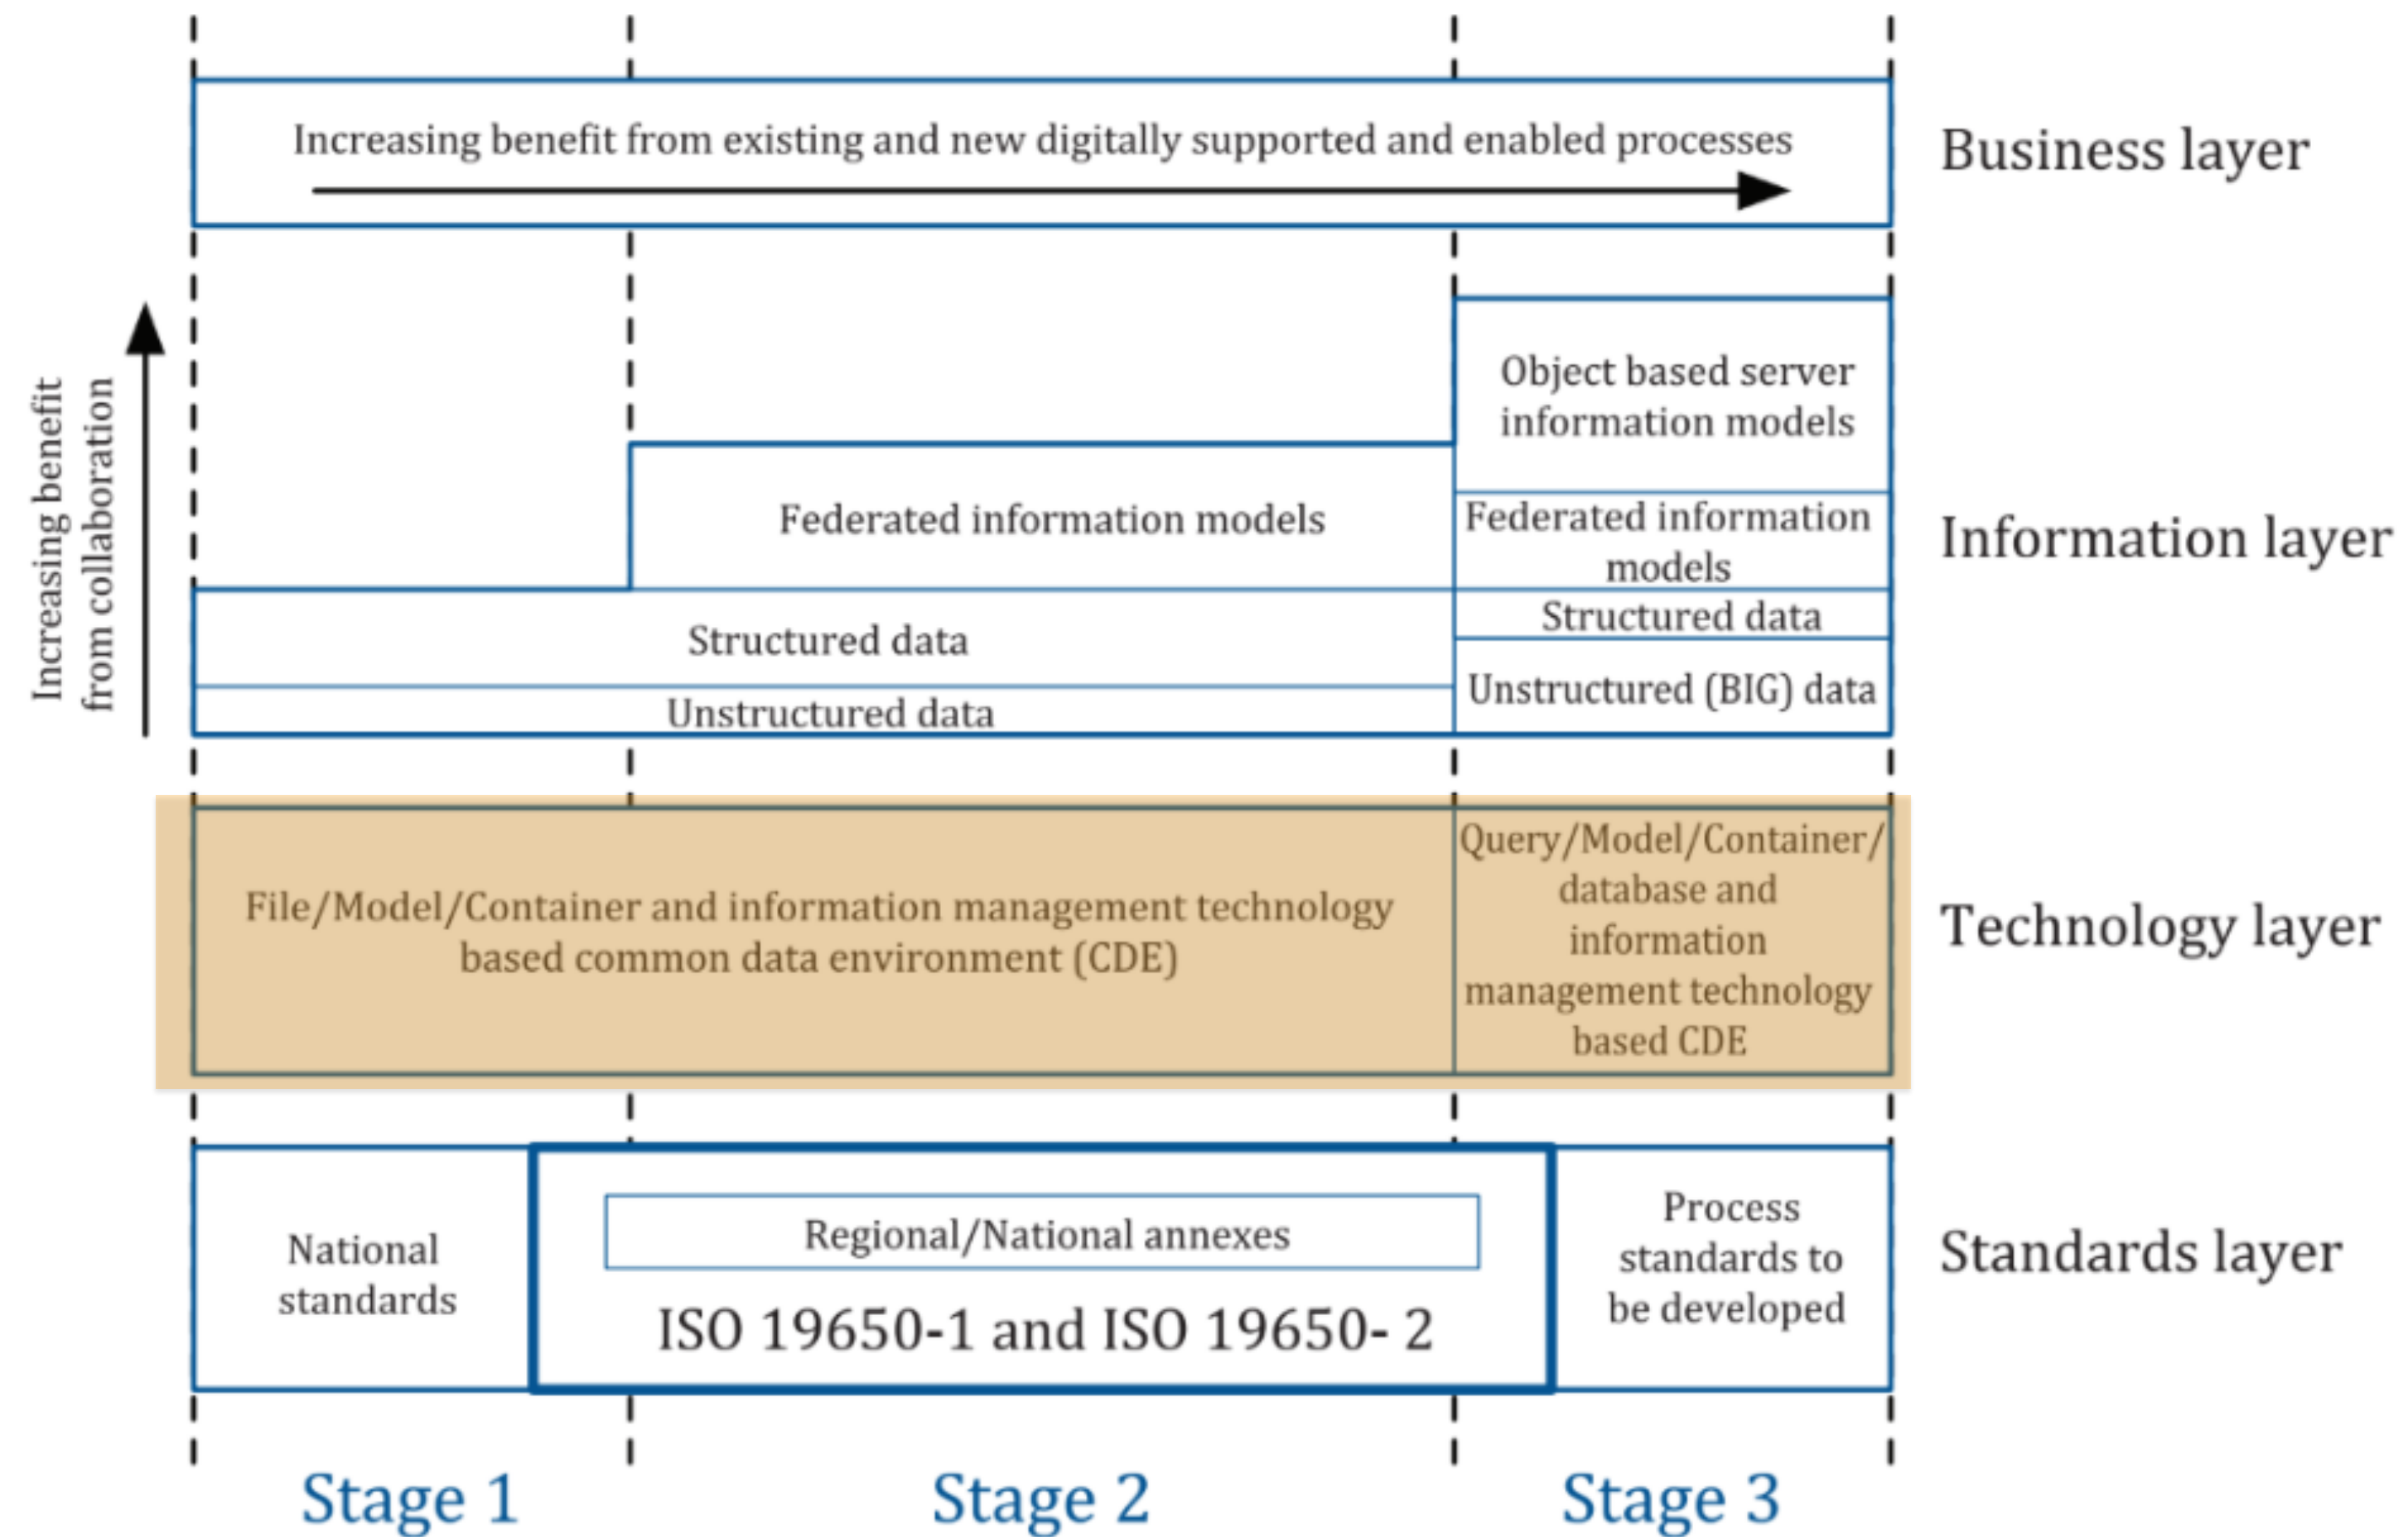 Increasing benefit from existing and new digitally supported and enabled processes
Business layer
Increasing benefit
from collaboration
Object based server
information models
Federated information models
Federated information
models
Information layer
Structured data
Structured data
Unstructured data
Unstructured (BIG) data
File/Model/Container and information management technology
based common data environment (CDE)
Query/Model/Container/
database and
information
management technology
based CDE
Technology layer
National
standards
Regional/National annexes
ISO 19650-1 and ISO 19650- 2
Process
standards to
be developed
Standards layer
Stage 1
Stage 2
Stage 3